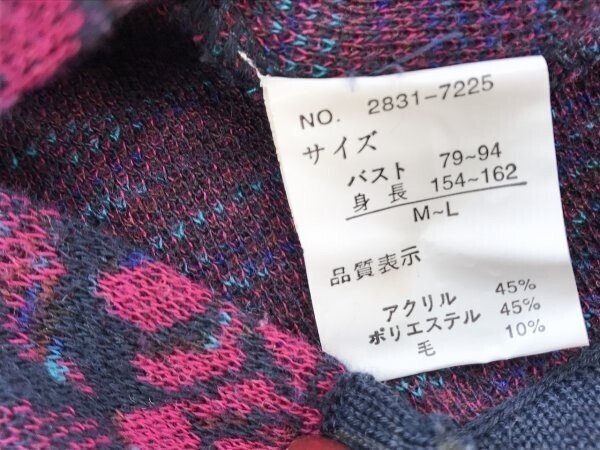 NO. 2831-7225
サイズ
バスト 79~94
身長 154~162
M~L
品質表示
アクリル 45%
ポリエステル 45%
毛 10%